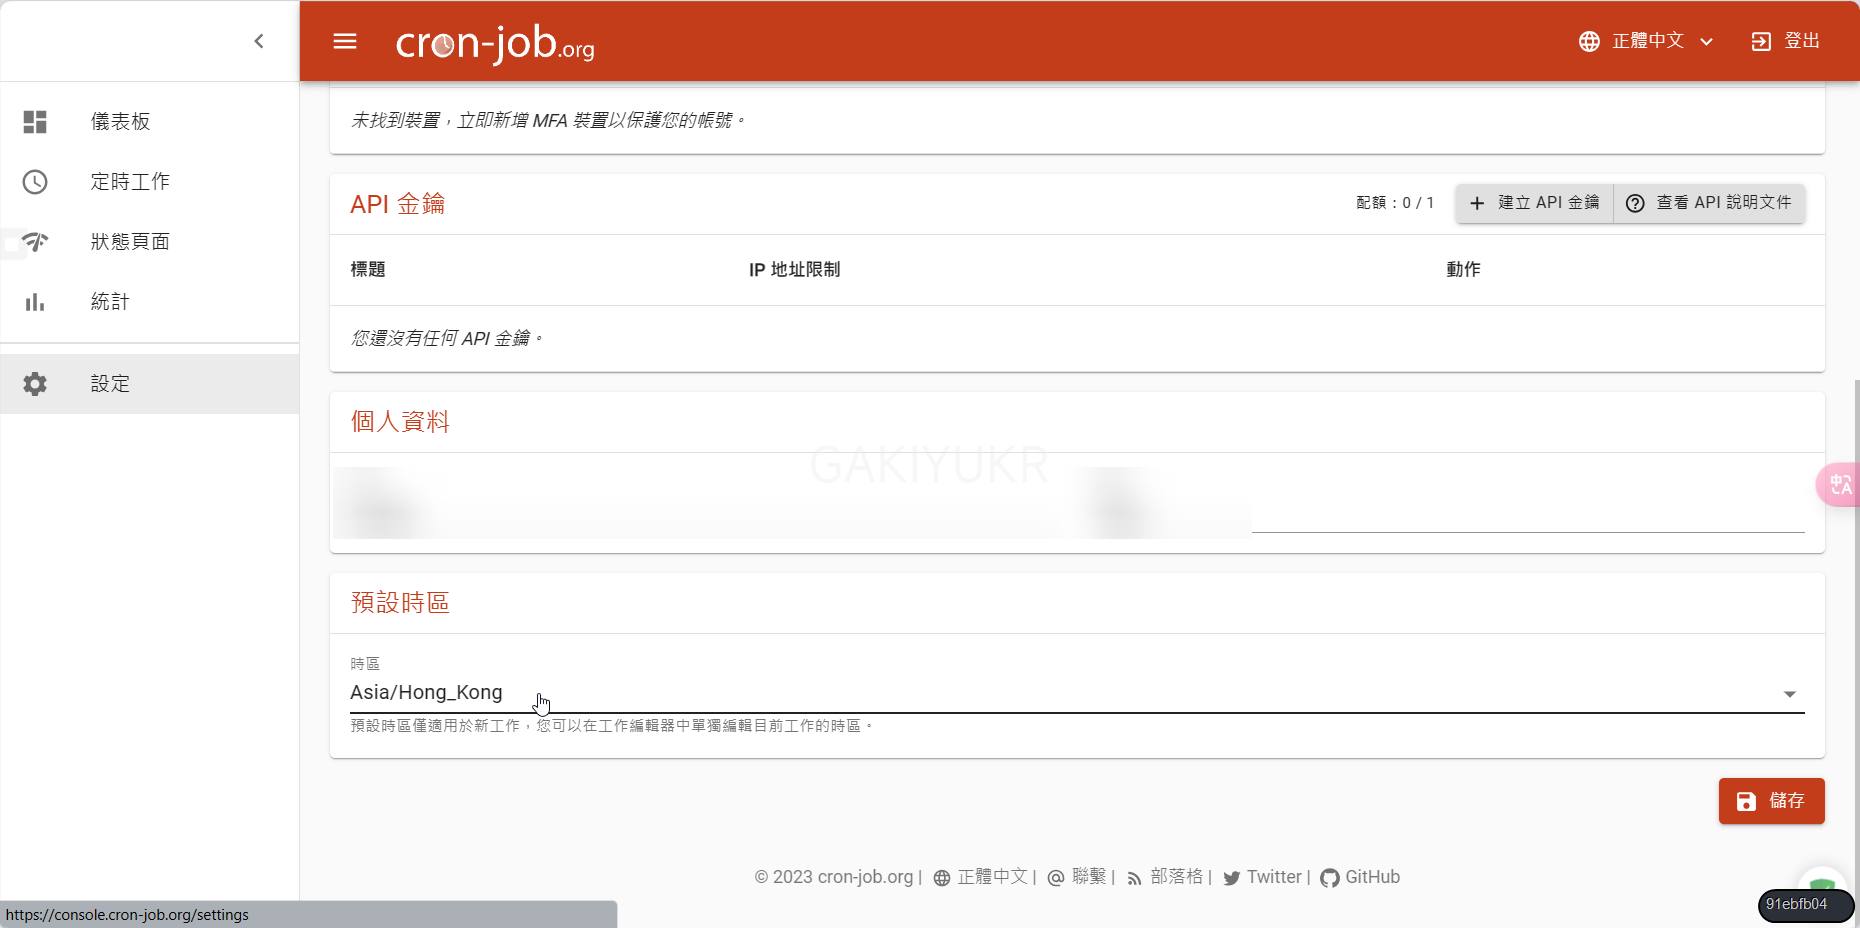 cron-job.org
正體中文
登出
儀表板
定時工作
狀態頁面
統計
設定
未找到裝置，立即新增 MFA 裝置以保護您的帳號。
API 金鑰
配額：0 / 1
建立 API 金鑰
查看 API 說明文件
標題
IP 地址限制
動作
您還沒有任何 API 金鑰。
個人資料
GAKIYUKR
預設時區
時區
Asia/Hong_Kong
預設時區僅適用於新工作，您可以在工作編輯器中單獨編輯目前工作的時區。
儲存
© 2023 cron-job.org | 正體中文 | 聯繫 | 部落格 | Twitter | GitHub
https://console.cron-job.org/settings
91ebfb04